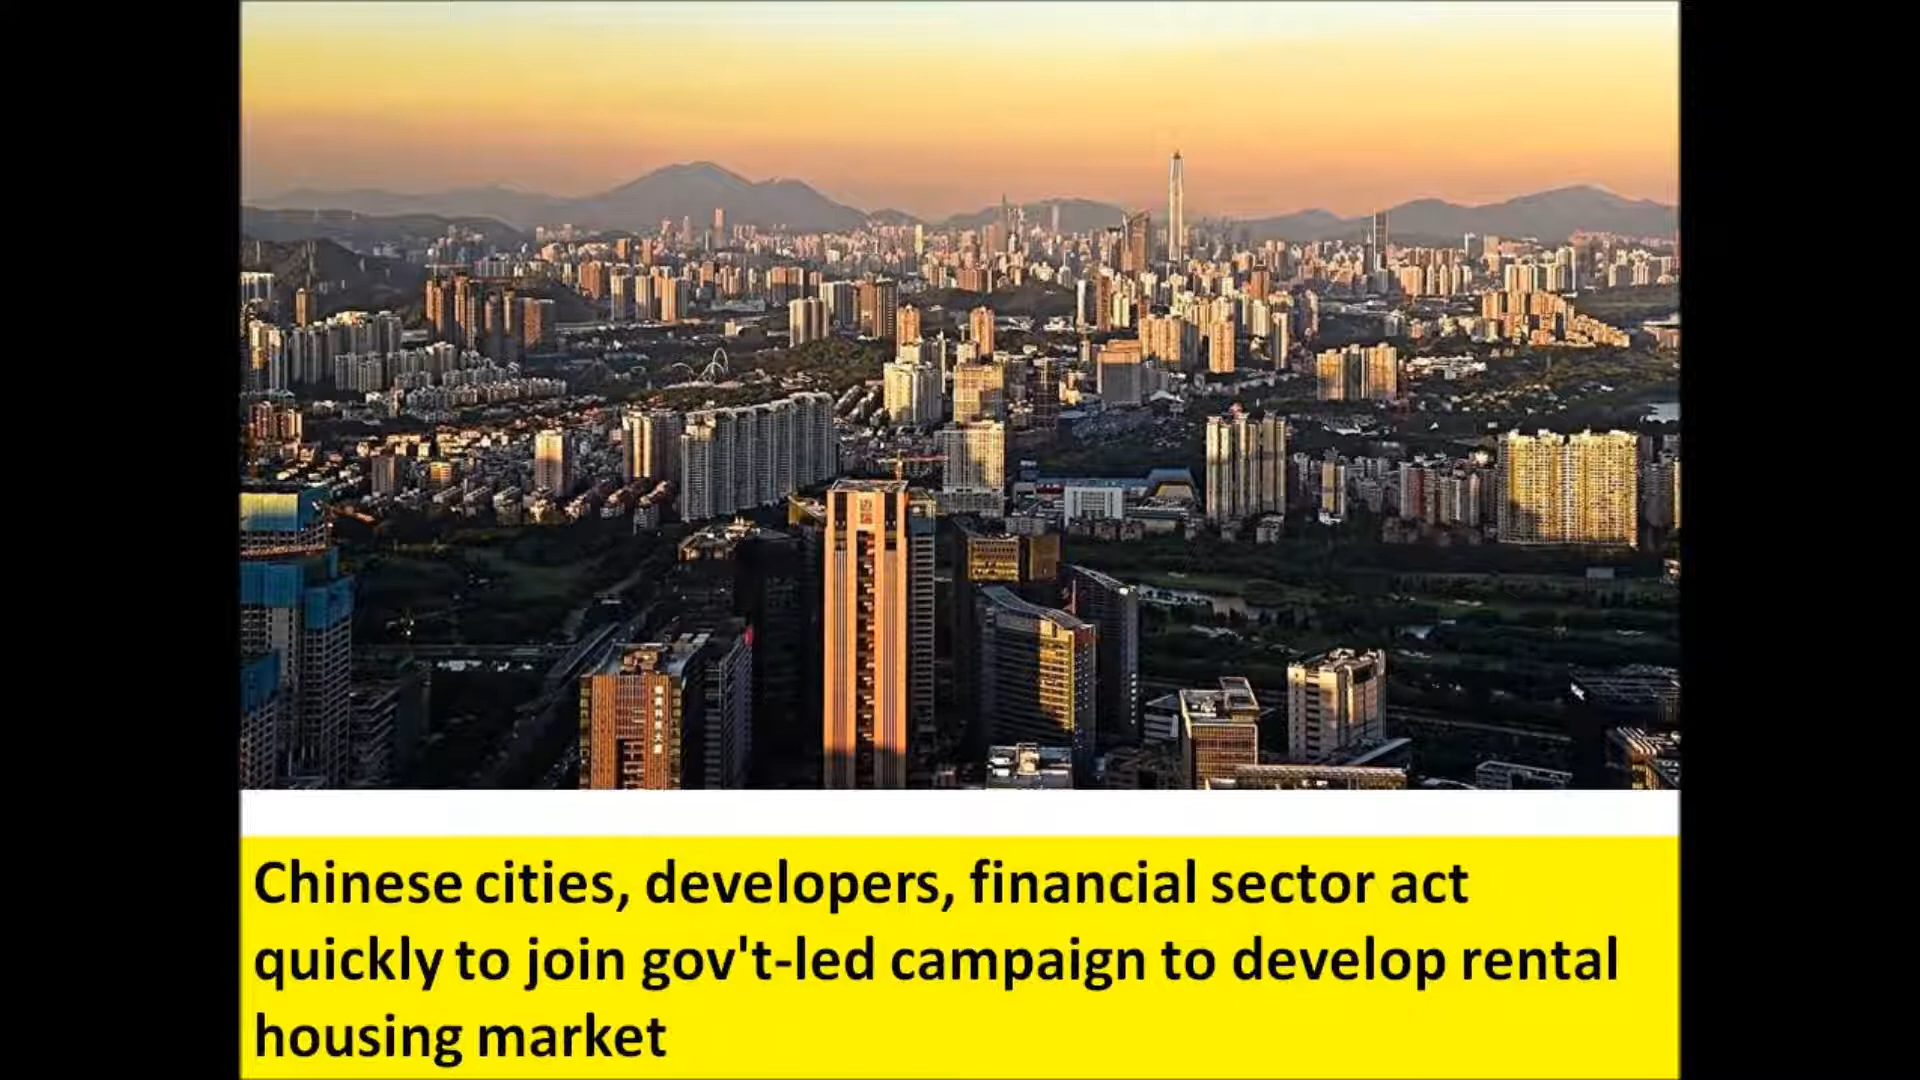 Chinese cities, developers, financial sector act
quickly to join gov't-led campaign to develop rental
housing market